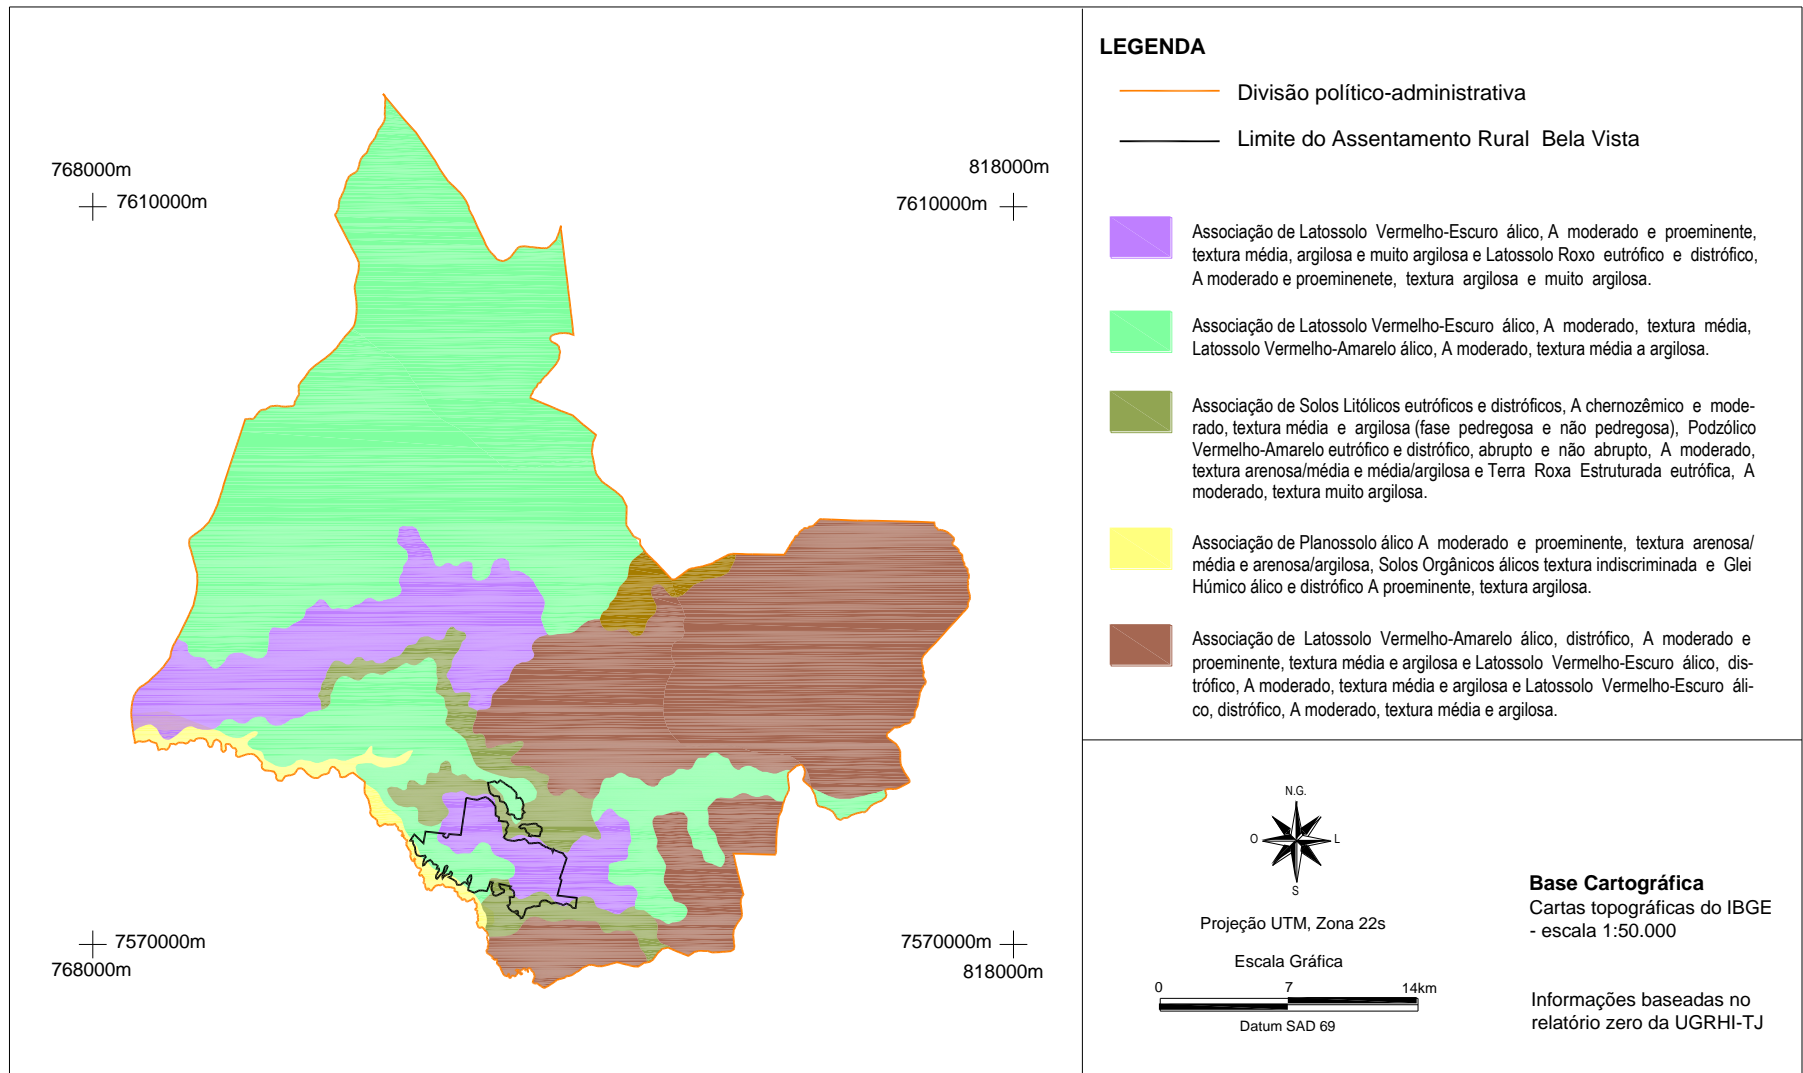 768000m
7610000m
818000m
7610000m
7570000m
768000m
7570000m
818000m
LEGENDA
Divisão político-administrativa
Limite do Assentamento Rural Bela Vista
Associação de Latossolo Vermelho-Escuro álico, A moderado e proeminente,
textura média, argilosa e muito argilosa e Latossolo Roxo eutrófico e distrófico,
A moderado e proeminenete, textura argilosa e muito argilosa.
Associação de Latossolo Vermelho-Escuro álico, A moderado, textura média,
Latossolo Vermelho-Amarelo álico, A moderado, textura média a argilosa.
Associação de Solos Litólicos eutróficos e distróficos, A chernozêmico e mode-
rado, textura média e argilosa (fase pedregosa e não pedregosa), Podzólico
Vermelho-Amarelo eutrófico e distrófico, abrupto e não abrupto, A moderado,
textura arenosa/média e média/argilosa e Terra Roxa Estruturada eutrófica, A
moderado, textura muito argilosa.
Associação de Planossolo álico A moderado e proeminente, textura arenosa/
média e arenosa/argilosa, Solos Orgânicos álicos textura indiscriminada e Glei
Húmico álico e distrófico A proeminente, textura argilosa.
Associação de Latossolo Vermelho-Amarelo álico, distrófico, A moderado e
proeminente, textura média e argilosa e Latossolo Vermelho-Escuro álico, dis-
trófico, A moderado, textura média e argilosa e Latossolo Vermelho-Escuro áli-
co, distrófico, A moderado, textura média e argilosa.
N.G.
O
L
S
Projeção UTM, Zona 22s
Escala Gráfica
0 7 14km
Datum SAD 69
Base Cartográfica
Cartas topográficas do IBGE
- escala 1:50.000
Informações baseadas no
relatório zero da UGRHI-TJ